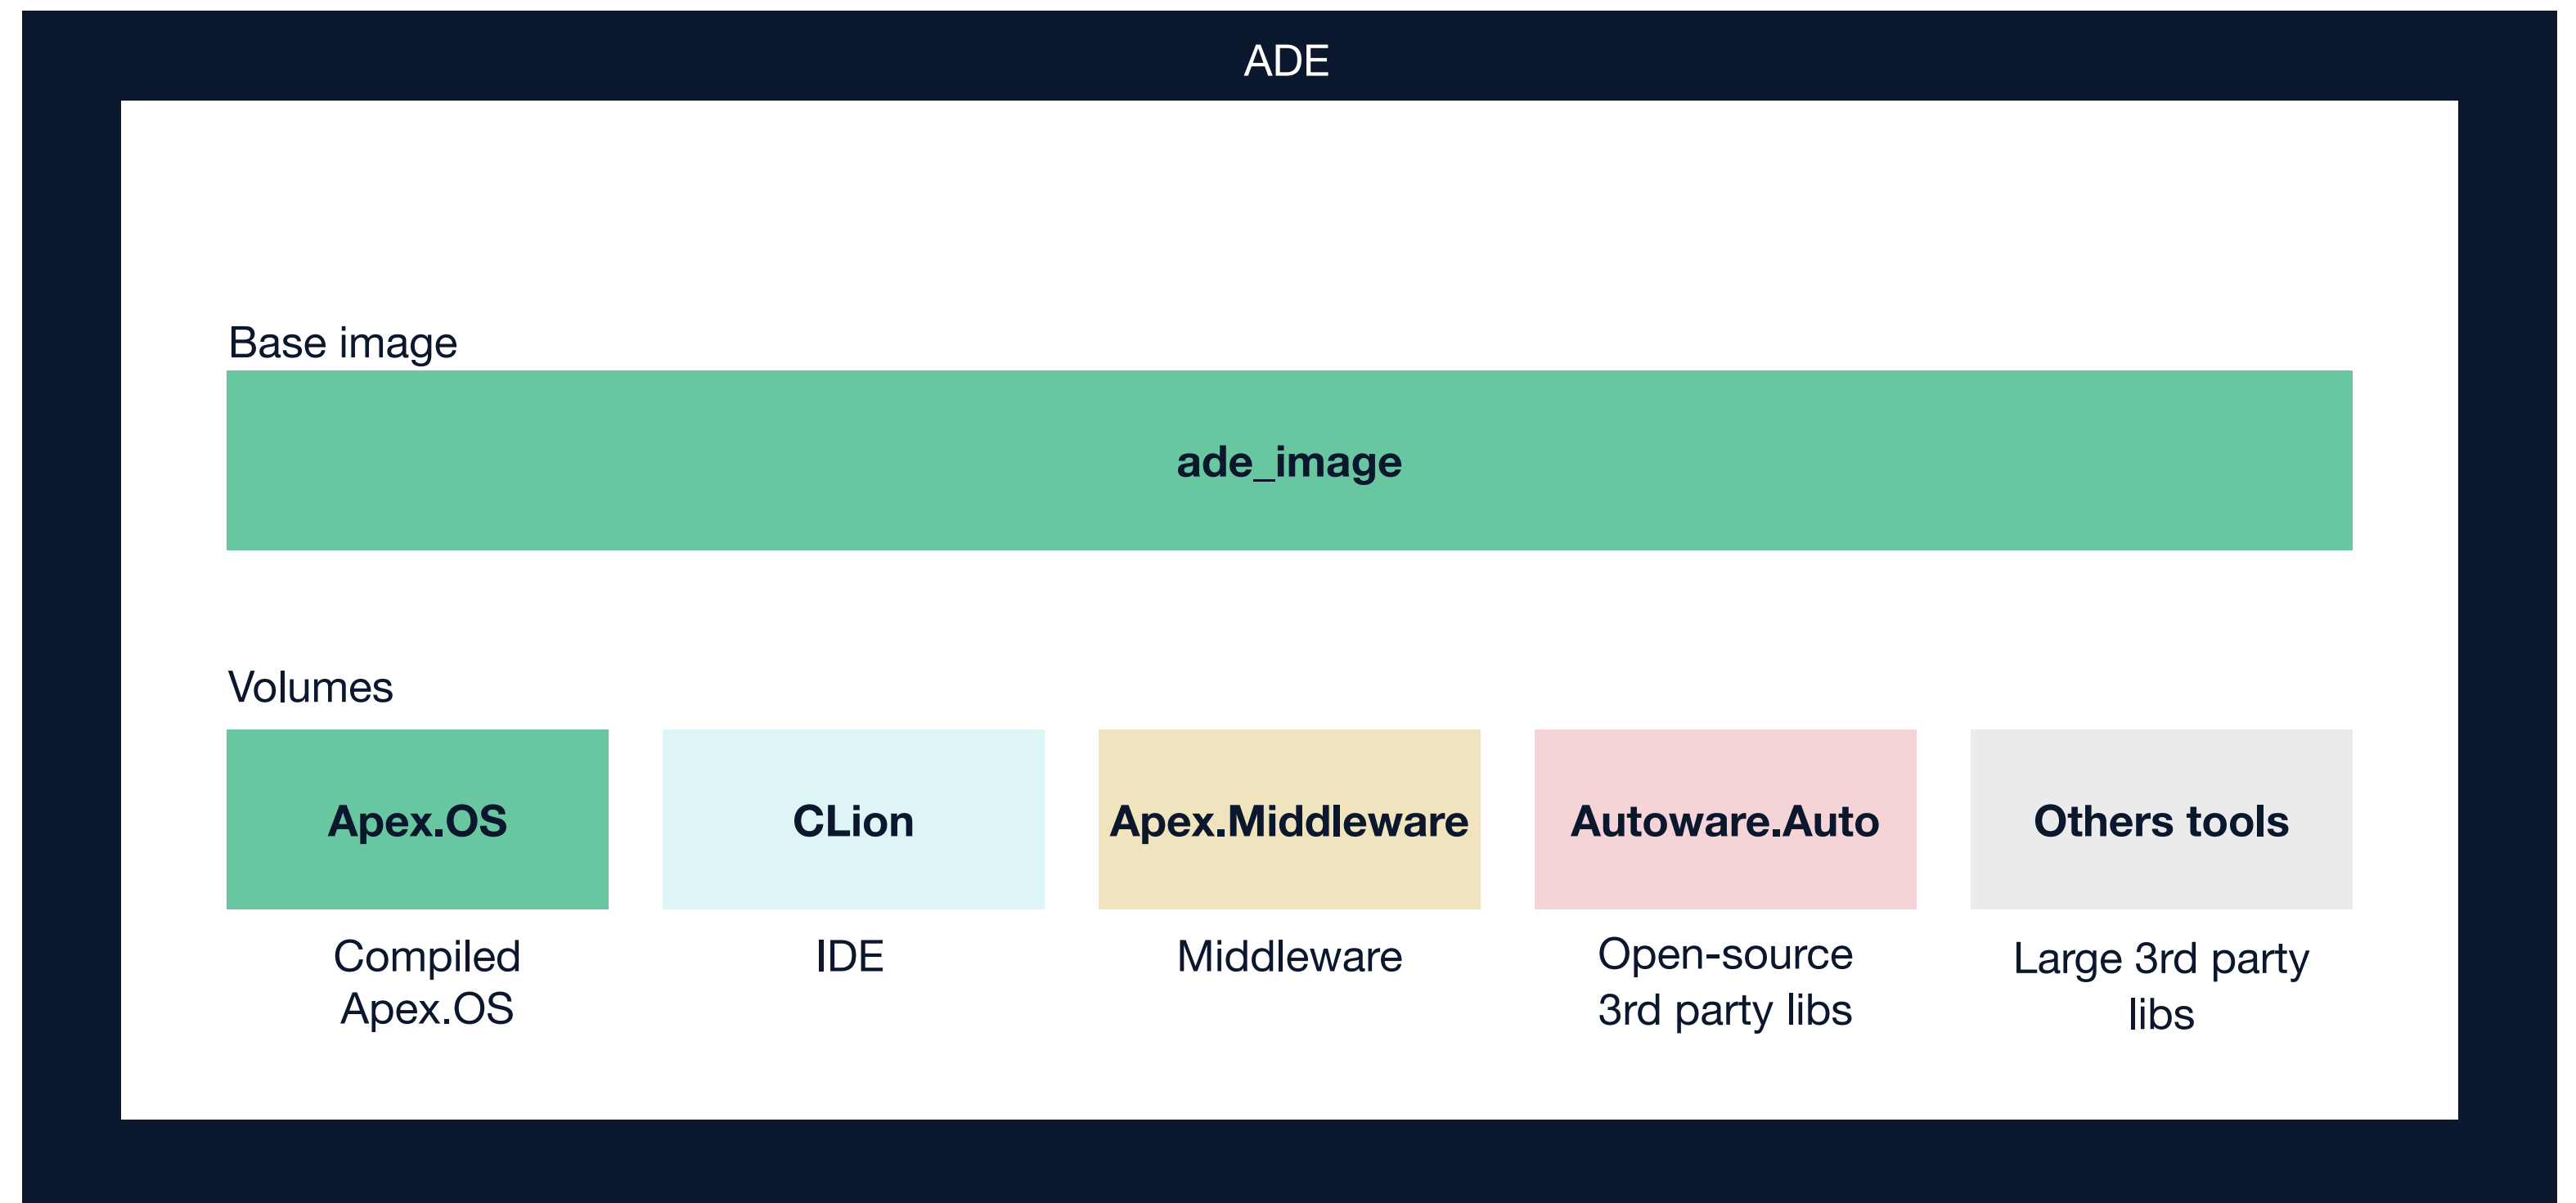 ADE
Base image
ade_image
Volumes
Apex.OS
CLion
Apex.Middleware
Autoware.Auto
Others tools
Compiled
Apex.OS
IDE
Middleware
Open-source
3rd party libs
Large 3rd party
libs